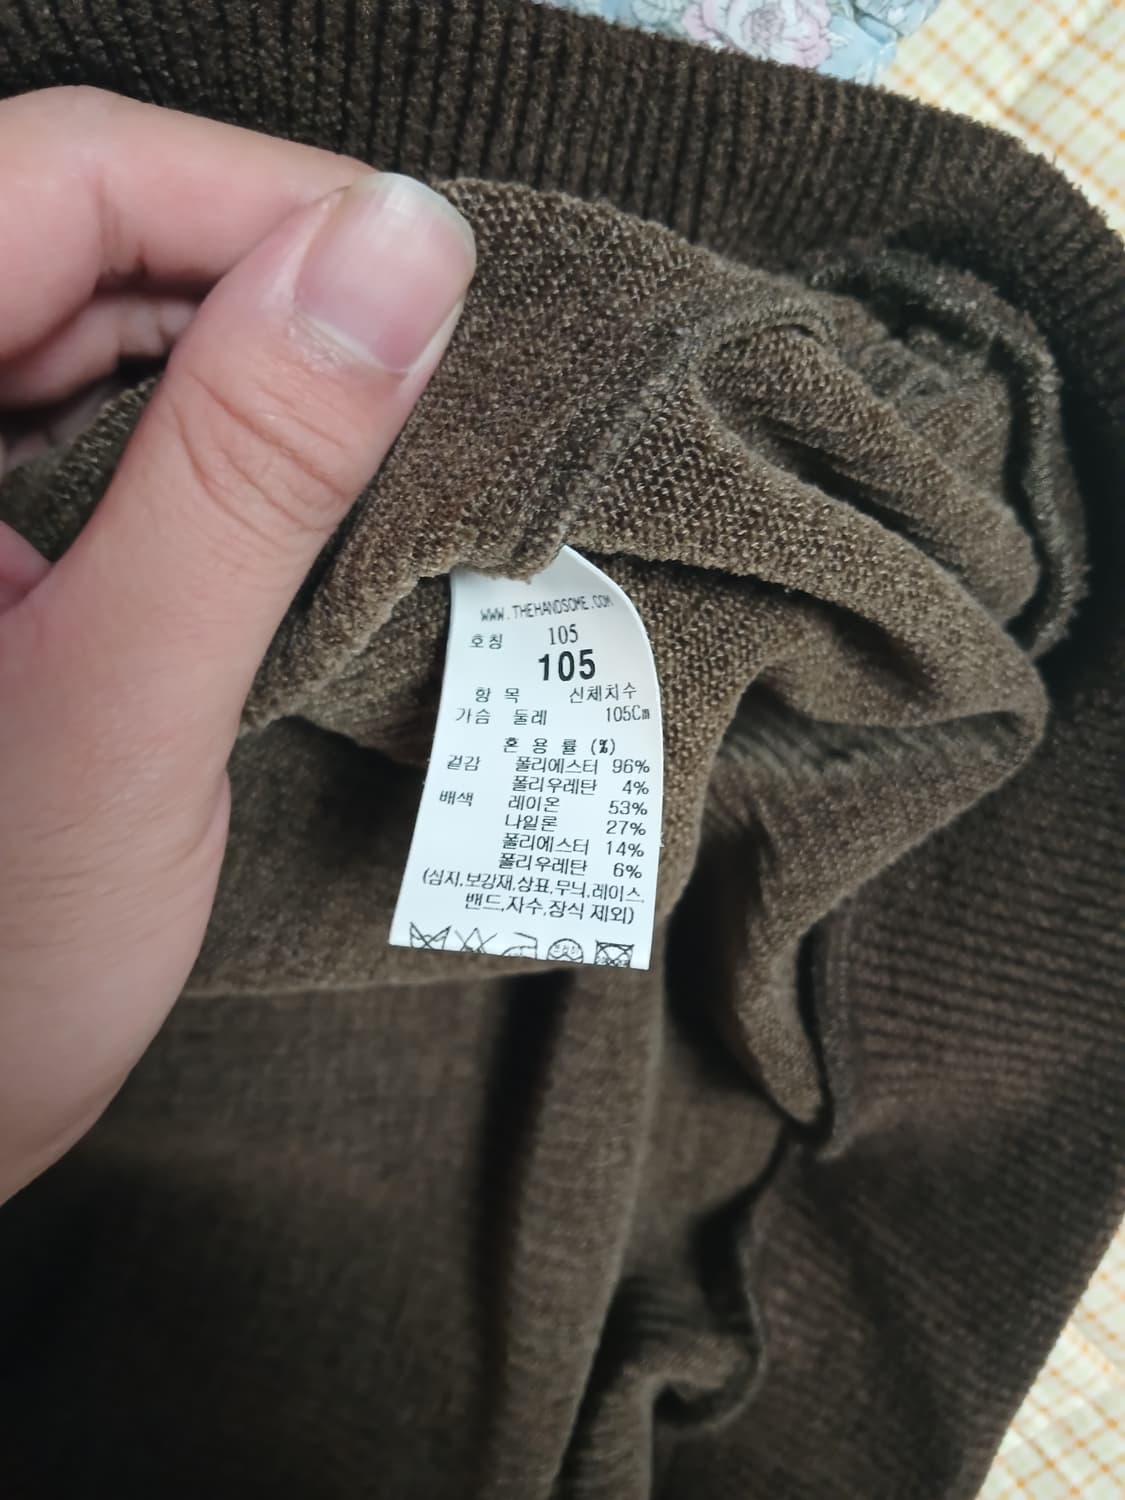 WWW.THEHANDSOME.COM
호칭 105
105
항 목 신체치수
가슴 둘레 105Cm
혼 용 률 (%)
겉감 폴리에스터 96%
폴리우레탄 4%
배색 레이온 53%
나일론 27%
폴리에스터 14%
폴리우레탄 6%
(심지,보강재,상표,무늬,레이스,
밴드,자수,장식 제외)